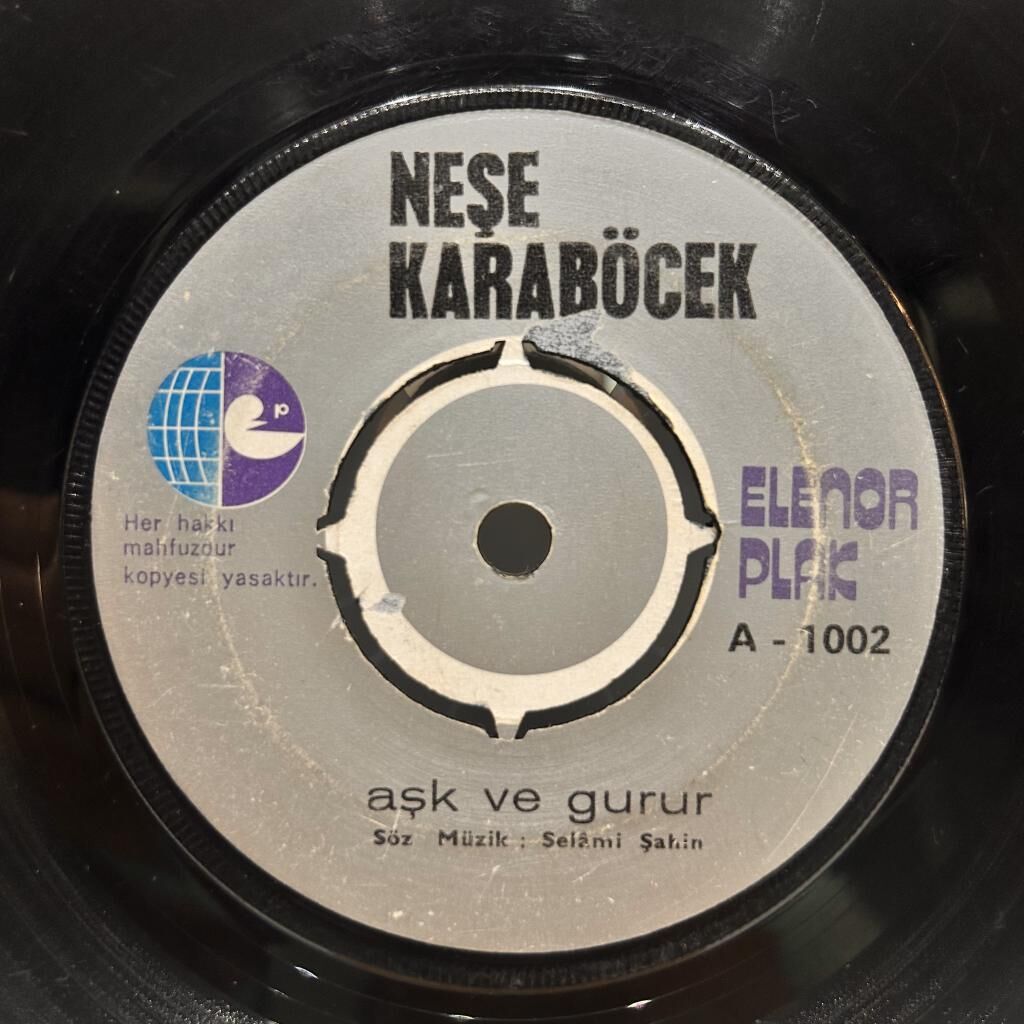 NEŞE
KARABÖCEK
p
Her hakkı
mahfuzdur
kopyesi yasaktır.
ELENOR
PLAK
A - 1002
aşk ve gurur
Söz Müzik : Selâmi Şahin